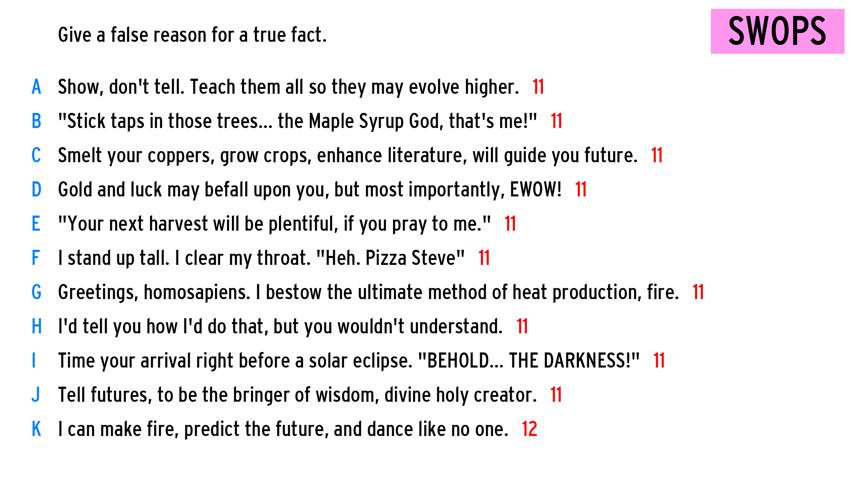 Give a false reason for a true fact.
SWOPS
A Show, don't tell. Teach them all so they may evolve higher. 11
B "Stick taps in those trees... the Maple Syrup God, that's me!" 11
C Smelt your coppers, grow crops, enhance literature, will guide you future. 11
D Gold and luck may befall upon you, but most importantly, EWOW! 11
E "Your next harvest will be plentiful, if you pray to me." 11
F I stand up tall. I clear my throat. "Heh. Pizza Steve" 11
G Greetings, homosapiens. I bestow the ultimate method of heat production, fire. 11
H I'd tell you how I'd do that, but you wouldn't understand. 11
I Time your arrival right before a solar eclipse. "BEHOLD... THE DARKNESS!" 11
J Tell futures, to be the bringer of wisdom, divine holy creator. 11
K I can make fire, predict the future, and dance like no one. 12